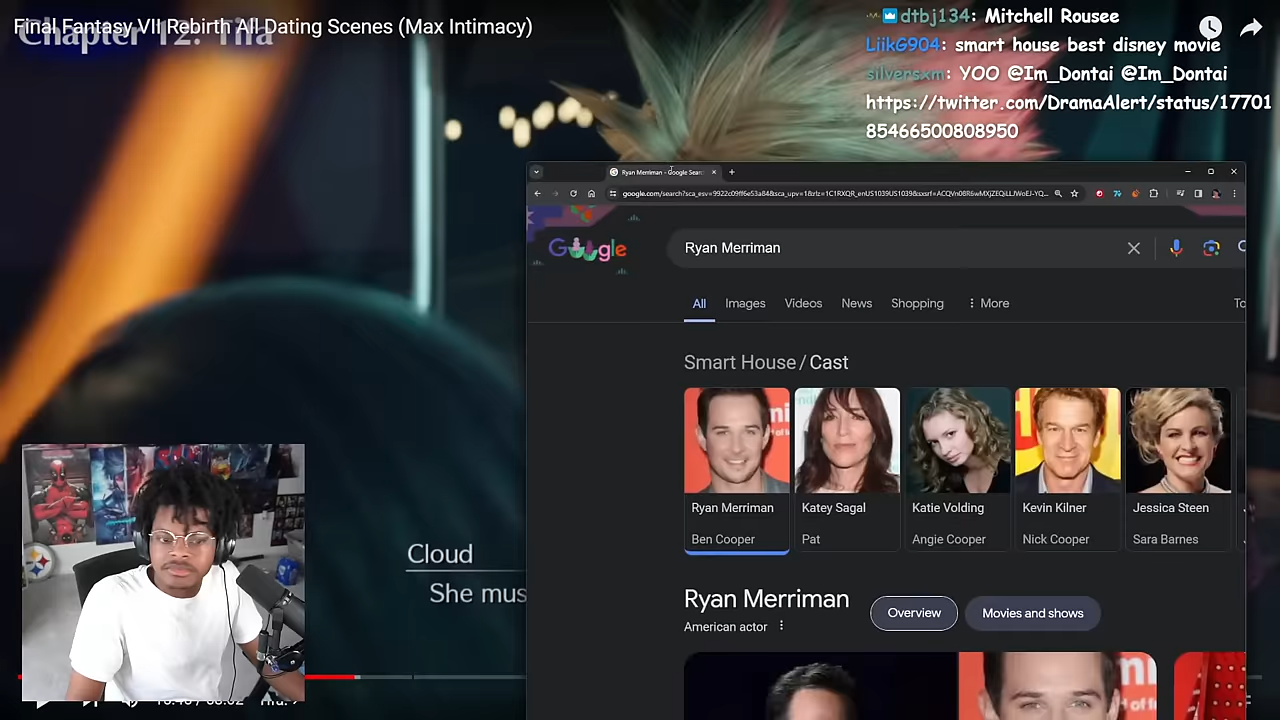 Final Fantasy VII Rebirth All Dating Scenes (Max Intimacy)
Chapter 12: Tifa
dtbj134: Mitchell Rousee
LiikG904: smart house best disney movie
silversxm: YOO @Im_Dontai @Im_Dontai
https://twitter.com/DramaAlert/status/17701
85466500808950
Ryan Merriman - Google Search
Google
Ryan Merriman
All Images Videos News Shopping More To
Smart House / Cast
Ryan Merriman Katey Sagal Katie Volding Kevin Kilner Jessica Steen
Ben Cooper Pat Angie Cooper Nick Cooper Sara Barnes
Cloud
She mus
Ryan Merriman
American actor
Overview Movies and shows